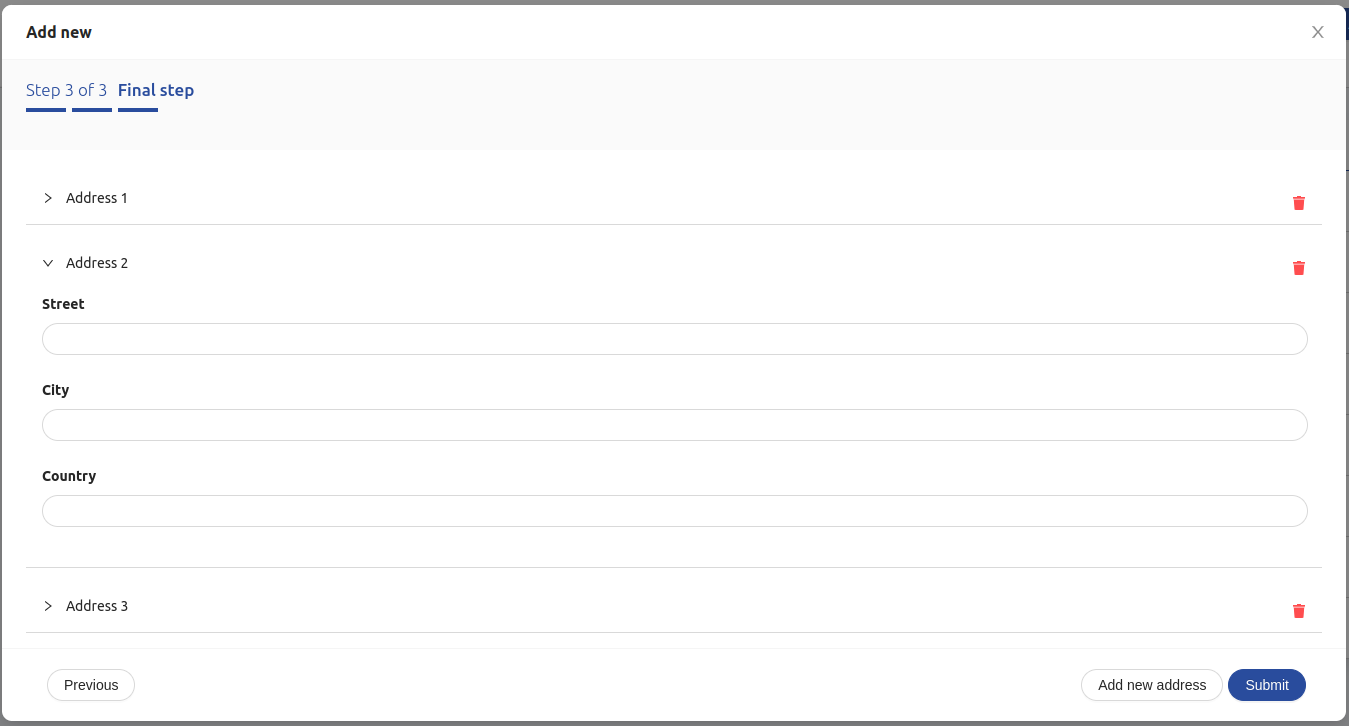 Add new
Step 3 of 3 Final step
Address 1
Address 2
Street
City
Country
Address 3
Previous Add new address Submit